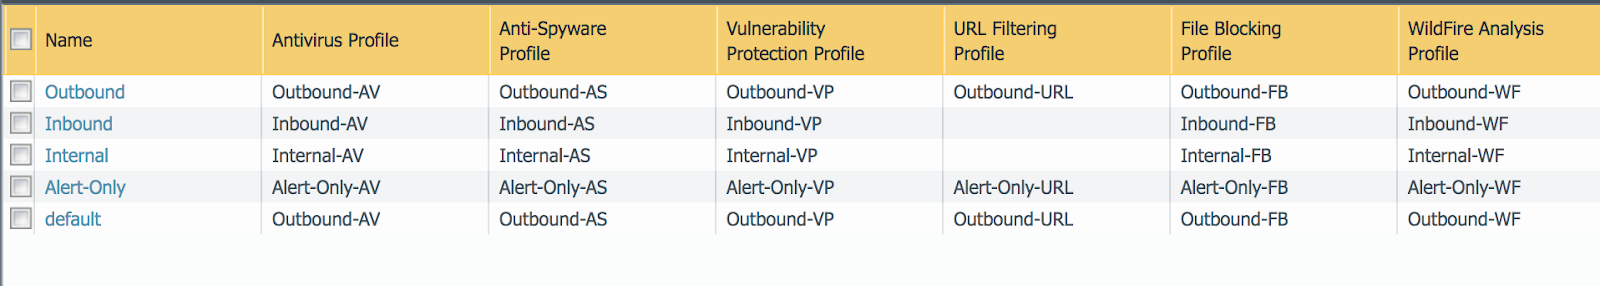 Name Antivirus Profile Anti-Spyware Profile Vulnerability Protection Profile URL Filtering Profile File Blocking Profile WildFire Analysis Profile
Outbound Outbound-AV Outbound-AS Outbound-VP Outbound-URL Outbound-FB Outbound-WF
Inbound Inbound-AV Inbound-AS Inbound-VP Inbound-FB Inbound-WF
Internal Internal-AV Internal-AS Internal-VP Internal-FB Internal-WF
Alert-Only Alert-Only-AV Alert-Only-AS Alert-Only-VP Alert-Only-URL Alert-Only-FB Alert-Only-WF
default Outbound-AV Outbound-AS Outbound-VP Outbound-URL Outbound-FB Outbound-WF